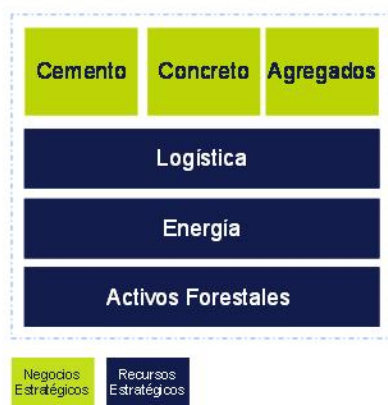 Cemento
Concreto
Agregados
Logística
Energía
Activos Forestales
Negocios
Estratégicos
Recursos
Estratégicos